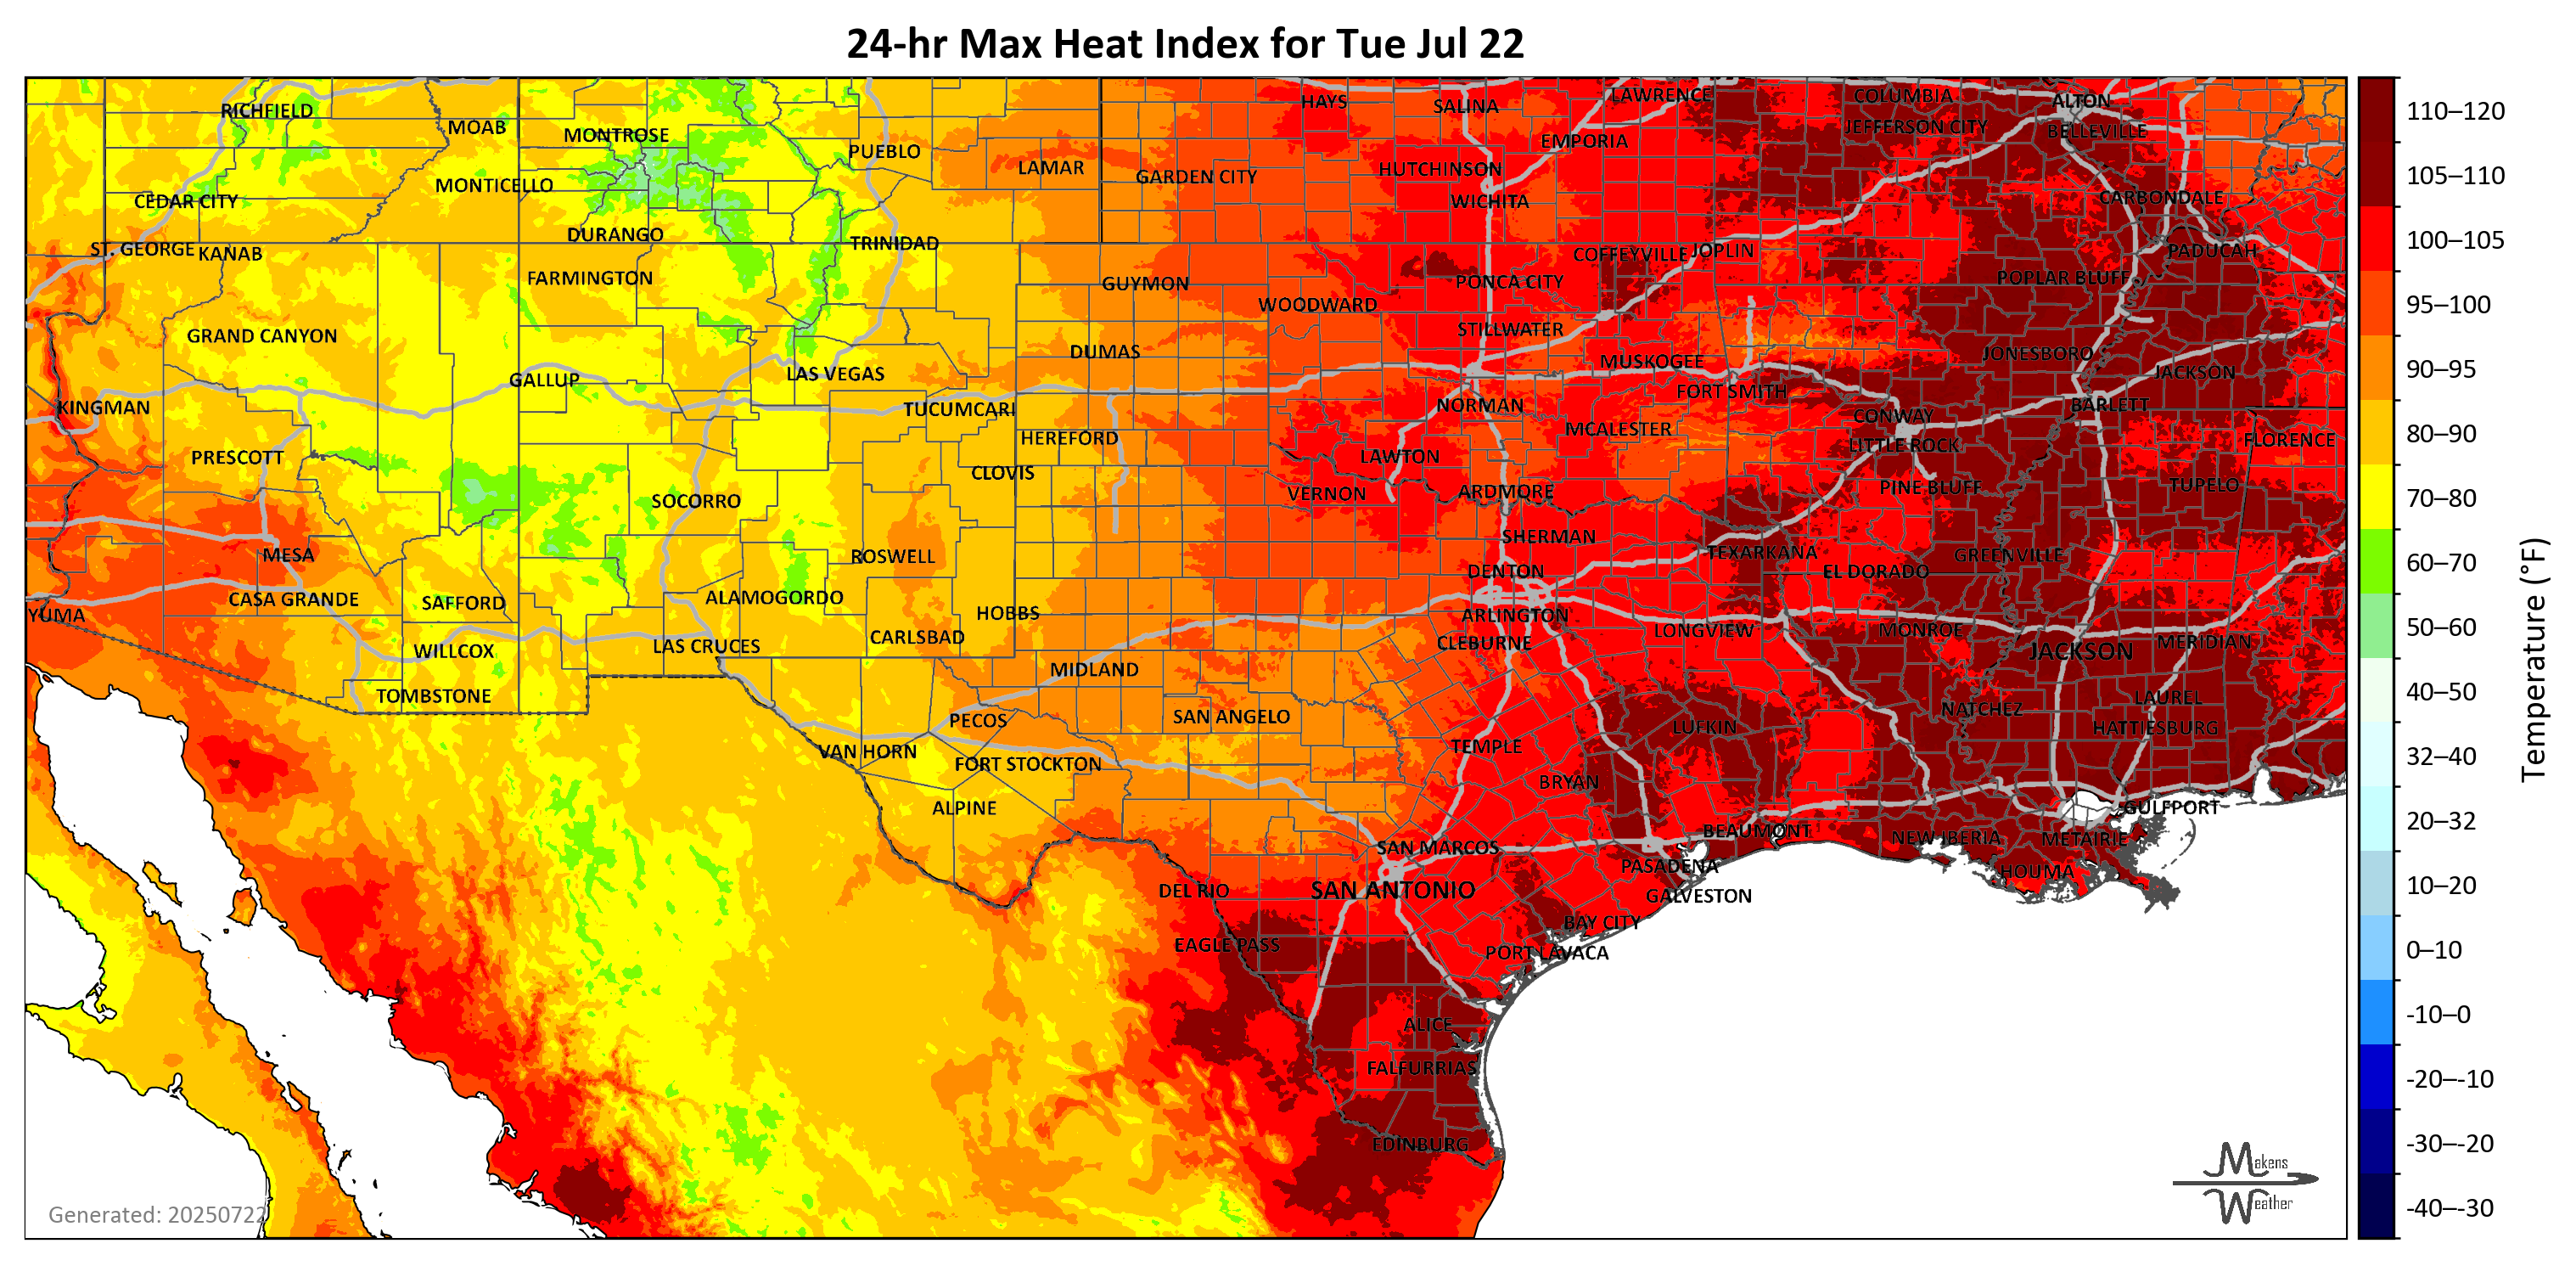 24-hr Max Heat Index for Tue Jul 22
RICHFIELD
MOAB
MONTROSE
PUEBLO
LAMAR
GARDEN CITY
HAYS
SALINA
LAWRENCE
EMPORIA
HUTCHINSON
WICHITA
COLUMBIA
JEFFERSON CITY
ALTON
BELLEVILLE
CARBONDALE
MONTICELLO
CEDAR CITY
DURANGO
TRINIDAD
ST. GEORGE
KANAB
FARMINGTON
GUYMON
WOODWARD
PONCA CITY
COFFEYVILLE
JOPLIN
POPLAR BLUFF
PADUCAH
GRAND CANYON
DUMAS
STILLWATER
MUSKOGEE
JONESBORO
JACKSON
GALLUP
LAS VEGAS
KINGMAN
TUCUMCARI
NORMAN
FORT SMITH
CONWAY
BARLETT
HEREFORD
MCALESTER
LITTLE ROCK
FLORENCE
PRESCOTT
CLOVIS
LAWTON
SOCORRO
VERNON
ARDMORE
PINE BLUFF
TUPELO
MESA
ROSWELL
SHERMAN
TEXARKANA
GREENVILLE
DENTON
EL DORADO
CASA GRANDE
SAFFORD
ALAMOGORDO
HOBBS
ARLINGTON
YUMA
WILLCOX
LAS CRUCES
CARLSBAD
CLEBURNE
LONGVIEW
MONROE
JACKSON
MERIDIAN
MIDLAND
TOMBSTONE
PECOS
SAN ANGELO
LUFKIN
NATCHEZ
LAUREL
HATTIESBURG
VAN HORN
FORT STOCKTON
TEMPLE
BRYAN
ALPINE
GULFPORT
BEAUMONT
NEW IBERIA
METAIRIE
SAN MARCOS
PASADENA
HOUMA
DEL RIO
SAN ANTONIO
GALVESTON
BAY CITY
EAGLE PASS
PORT LAVACA
ALICE
FALFURRIAS
EDINBURG
Generated: 20250722
Makens
Weather
110–120
105–110
100–105
95–100
90–95
80–90
70–80
60–70
50–60
40–50
32–40
20–32
10–20
0–10
-10–0
-20–-10
-30–-20
-40–-30
Temperature (°F)